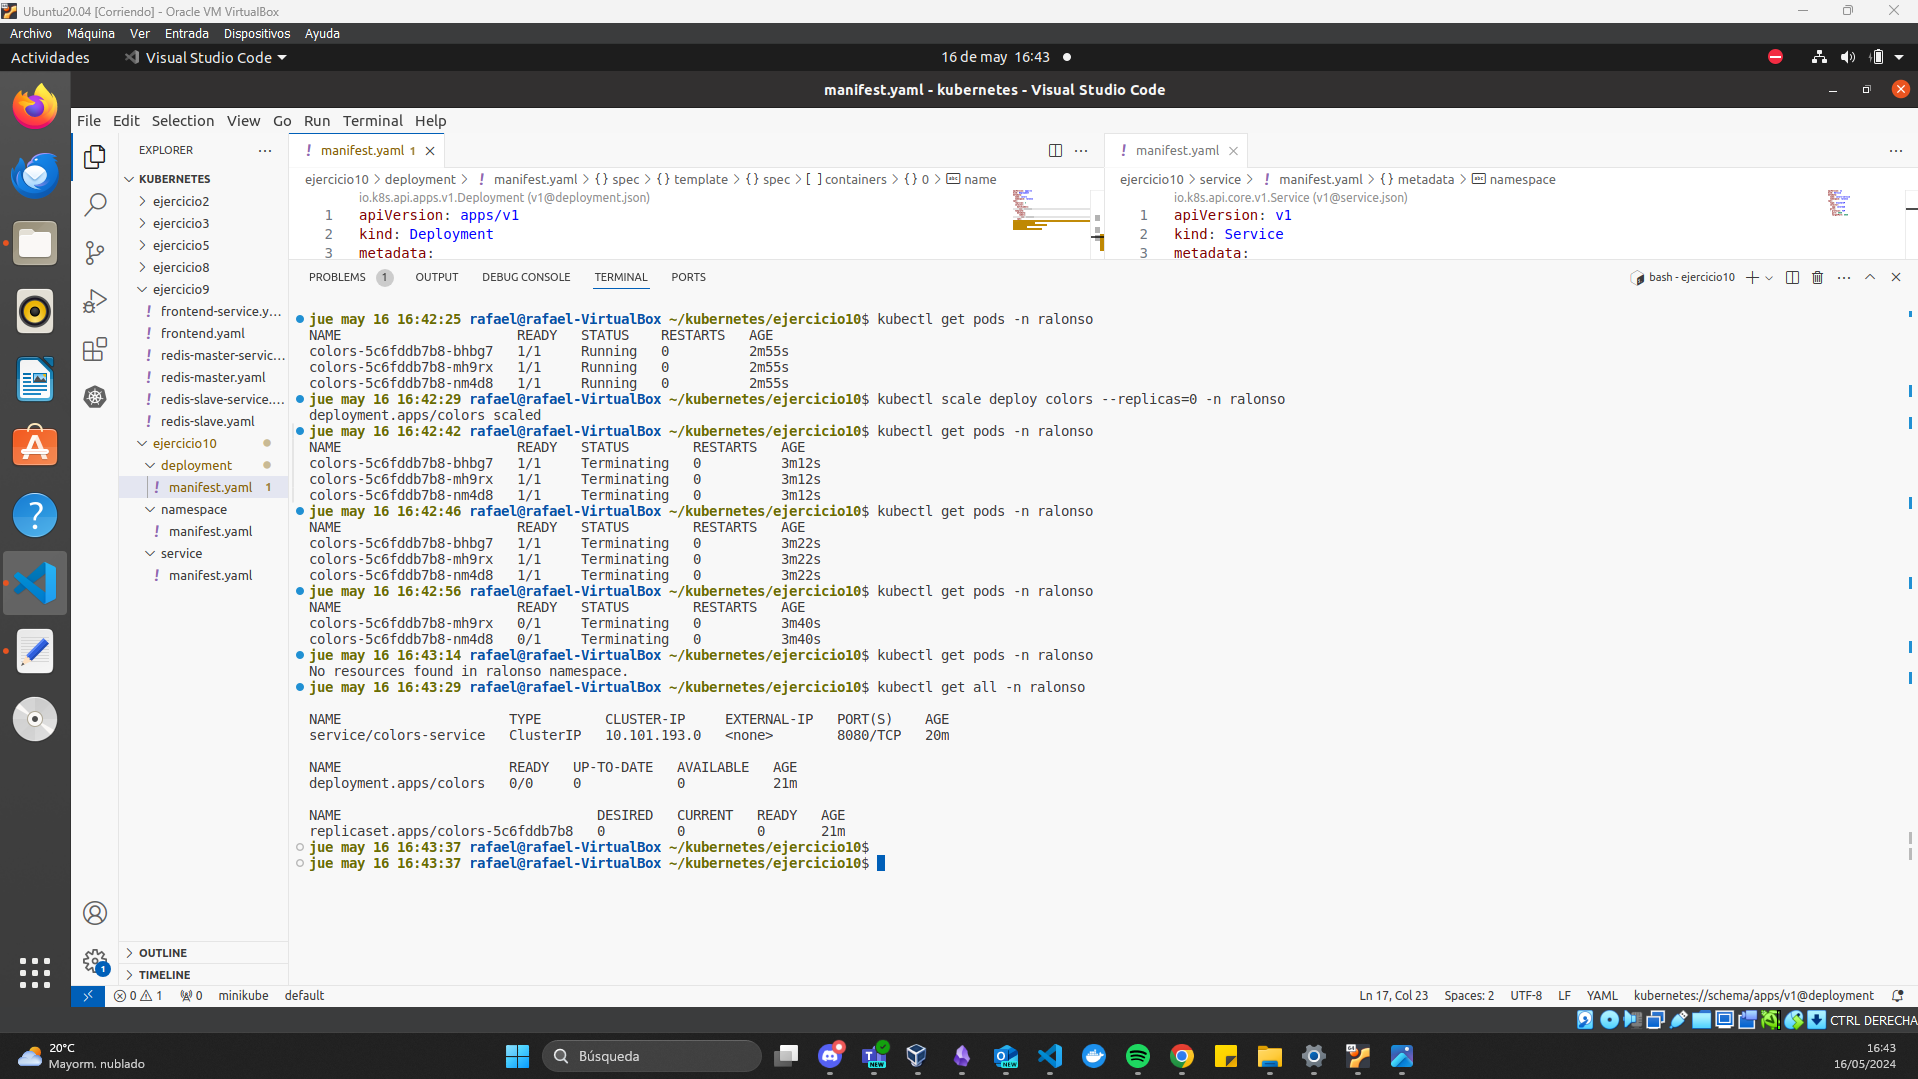 Ubuntu20.04 [Corriendo] - Oracle VM VirtualBox
Archivo Máquina Ver Entrada Dispositivos Ayuda
Actividades Visual Studio Code 16 de may 16:43
manifest.yaml - kubernetes - Visual Studio Code
File Edit Selection View Go Run Terminal Help
EXPLORER
KUBERNETES
ejercicio2
ejercicio3
ejercicio5
ejercicio8
ejercicio9
! frontend-service.y...
! frontend.yaml
! redis-master-servic...
! redis-master.yaml
! redis-slave-service....
! redis-slave.yaml
ejercicio10
deployment
! manifest.yaml 1
namespace
! manifest.yaml
service
! manifest.yaml
OUTLINE
TIMELINE
! manifest.yaml 1
ejercicio10 > deployment > ! manifest.yaml > {} spec > {} template > {} spec > [ ] containers > {} 0 > abc name
io.k8s.api.apps.v1.Deployment (v1@deployment.json)
1 apiVersion: apps/v1
2 kind: Deployment
3 metadata:
! manifest.yaml
ejercicio10 > service > ! manifest.yaml > {} metadata > abc namespace
io.k8s.api.core.v1.Service (v1@service.json)
1 apiVersion: v1
2 kind: Service
3 metadata:
PROBLEMS 1 OUTPUT DEBUG CONSOLE TERMINAL PORTS bash - ejercicio10
jue may 16 16:42:25 rafael@rafael-VirtualBox ~/kubernetes/ejercicio10$ kubectl get pods -n ralonso
NAME READY STATUS RESTARTS AGE
colors-5c6fddb7b8-bhbg7 1/1 Running 0 2m55s
colors-5c6fddb7b8-mh9rx 1/1 Running 0 2m55s
colors-5c6fddb7b8-nm4d8 1/1 Running 0 2m55s
jue may 16 16:42:29 rafael@rafael-VirtualBox ~/kubernetes/ejercicio10$ kubectl scale deploy colors --replicas=0 -n ralonso
deployment.apps/colors scaled
jue may 16 16:42:42 rafael@rafael-VirtualBox ~/kubernetes/ejercicio10$ kubectl get pods -n ralonso
NAME READY STATUS RESTARTS AGE
colors-5c6fddb7b8-bhbg7 1/1 Terminating 0 3m12s
colors-5c6fddb7b8-mh9rx 1/1 Terminating 0 3m12s
colors-5c6fddb7b8-nm4d8 1/1 Terminating 0 3m12s
jue may 16 16:42:46 rafael@rafael-VirtualBox ~/kubernetes/ejercicio10$ kubectl get pods -n ralonso
NAME READY STATUS RESTARTS AGE
colors-5c6fddb7b8-bhbg7 1/1 Terminating 0 3m22s
colors-5c6fddb7b8-mh9rx 1/1 Terminating 0 3m22s
colors-5c6fddb7b8-nm4d8 1/1 Terminating 0 3m22s
jue may 16 16:42:56 rafael@rafael-VirtualBox ~/kubernetes/ejercicio10$ kubectl get pods -n ralonso
NAME READY STATUS RESTARTS AGE
colors-5c6fddb7b8-mh9rx 0/1 Terminating 0 3m40s
colors-5c6fddb7b8-nm4d8 0/1 Terminating 0 3m40s
jue may 16 16:43:14 rafael@rafael-VirtualBox ~/kubernetes/ejercicio10$ kubectl get pods -n ralonso
No resources found in ralonso namespace.
jue may 16 16:43:29 rafael@rafael-VirtualBox ~/kubernetes/ejercicio10$ kubectl get all -n ralonso
NAME TYPE CLUSTER-IP EXTERNAL-IP PORT(S) AGE
service/colors-service ClusterIP 10.101.193.0 <none> 8080/TCP 20m
NAME READY UP-TO-DATE AVAILABLE AGE
deployment.apps/colors 0/0 0 0 21m
NAME DESIRED CURRENT READY AGE
replicaset.apps/colors-5c6fddb7b8 0 0 0 21m
jue may 16 16:43:37 rafael@rafael-VirtualBox ~/kubernetes/ejercicio10$
jue may 16 16:43:37 rafael@rafael-VirtualBox ~/kubernetes/ejercicio10$
1
0 1 0 minikube default Ln 17, Col 23 Spaces: 2 UTF-8 LF YAML kubernetes://schema/apps/v1@deployment
CTRL DERECHA
20°C
Mayorm. nublado
Búsqueda
NEW
NEW
16:43
16/05/2024